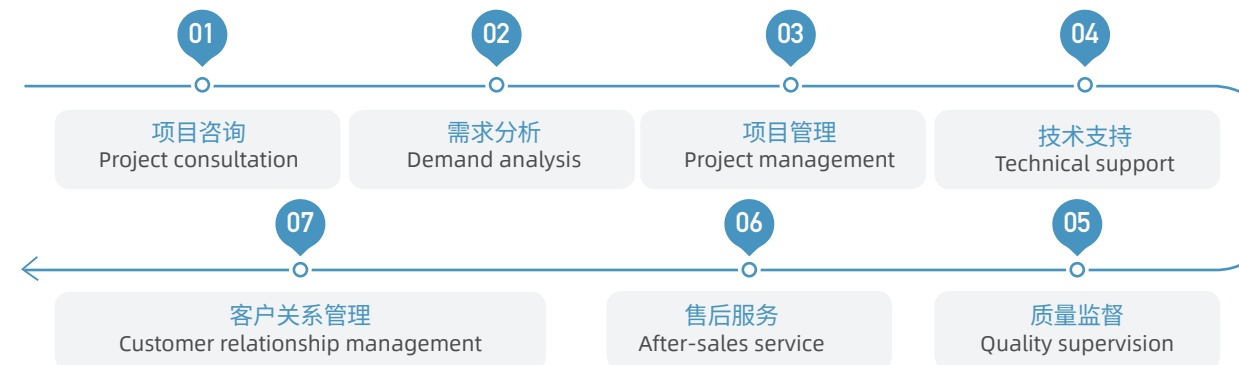 01
02
03
04
项目咨询
Project consultation
需求分析
Demand analysis
项目管理
Project management
技术支持
Technical support
07
06
05
客户关系管理
Customer relationship management
售后服务
After-sales service
质量监督
Quality supervision